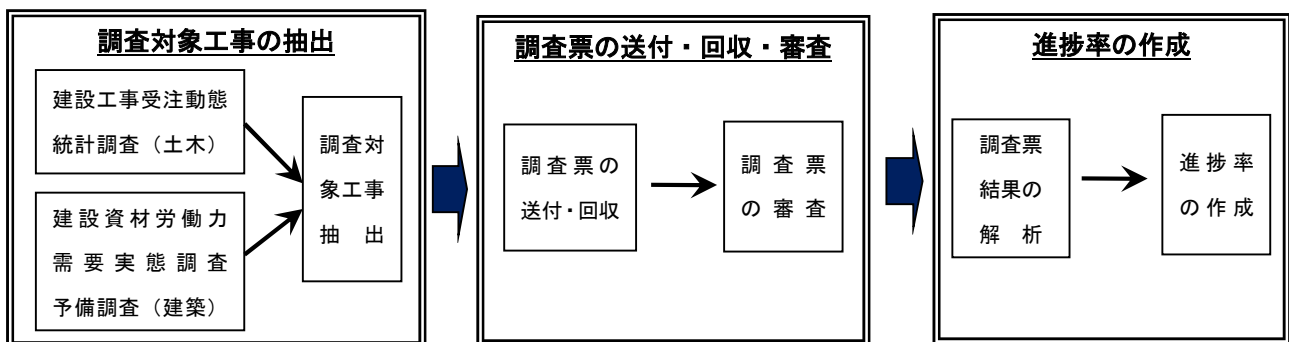 調査対象工事の抽出
建設工事受注動態
統計調査（土木）
建設資材労働力
需要実態調査
予備調査（建築）
調査対
象工事
抽出
調査票の送付・回収・審査
調査票の
送付・回収
調査票
の審査
進捗率の作成
調査票
結果の
解析
進捗率
の作成